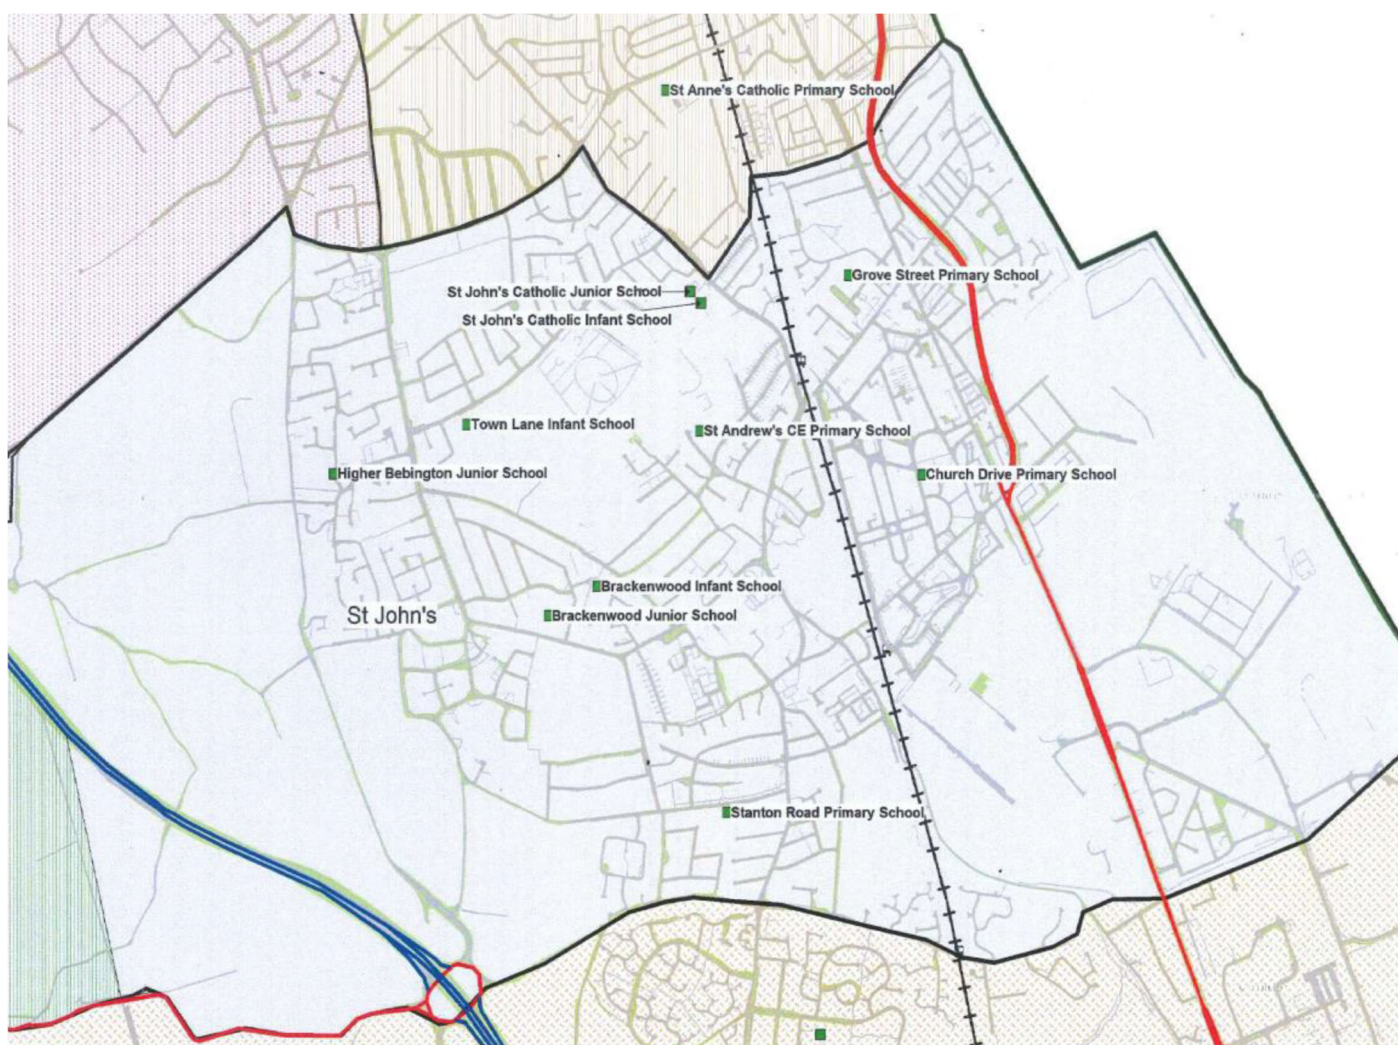 St Anne's Catholic Primary School
Grove Street Primary School
St John's Catholic Junior School
St John's Catholic Infant School
Town Lane Infant School
St Andrew's CE Primary School
Higher Bebington Junior School
Church Drive Primary School
Brackenwood Infant School
Brackenwood Junior School
St John's
Stanton Road Primary School